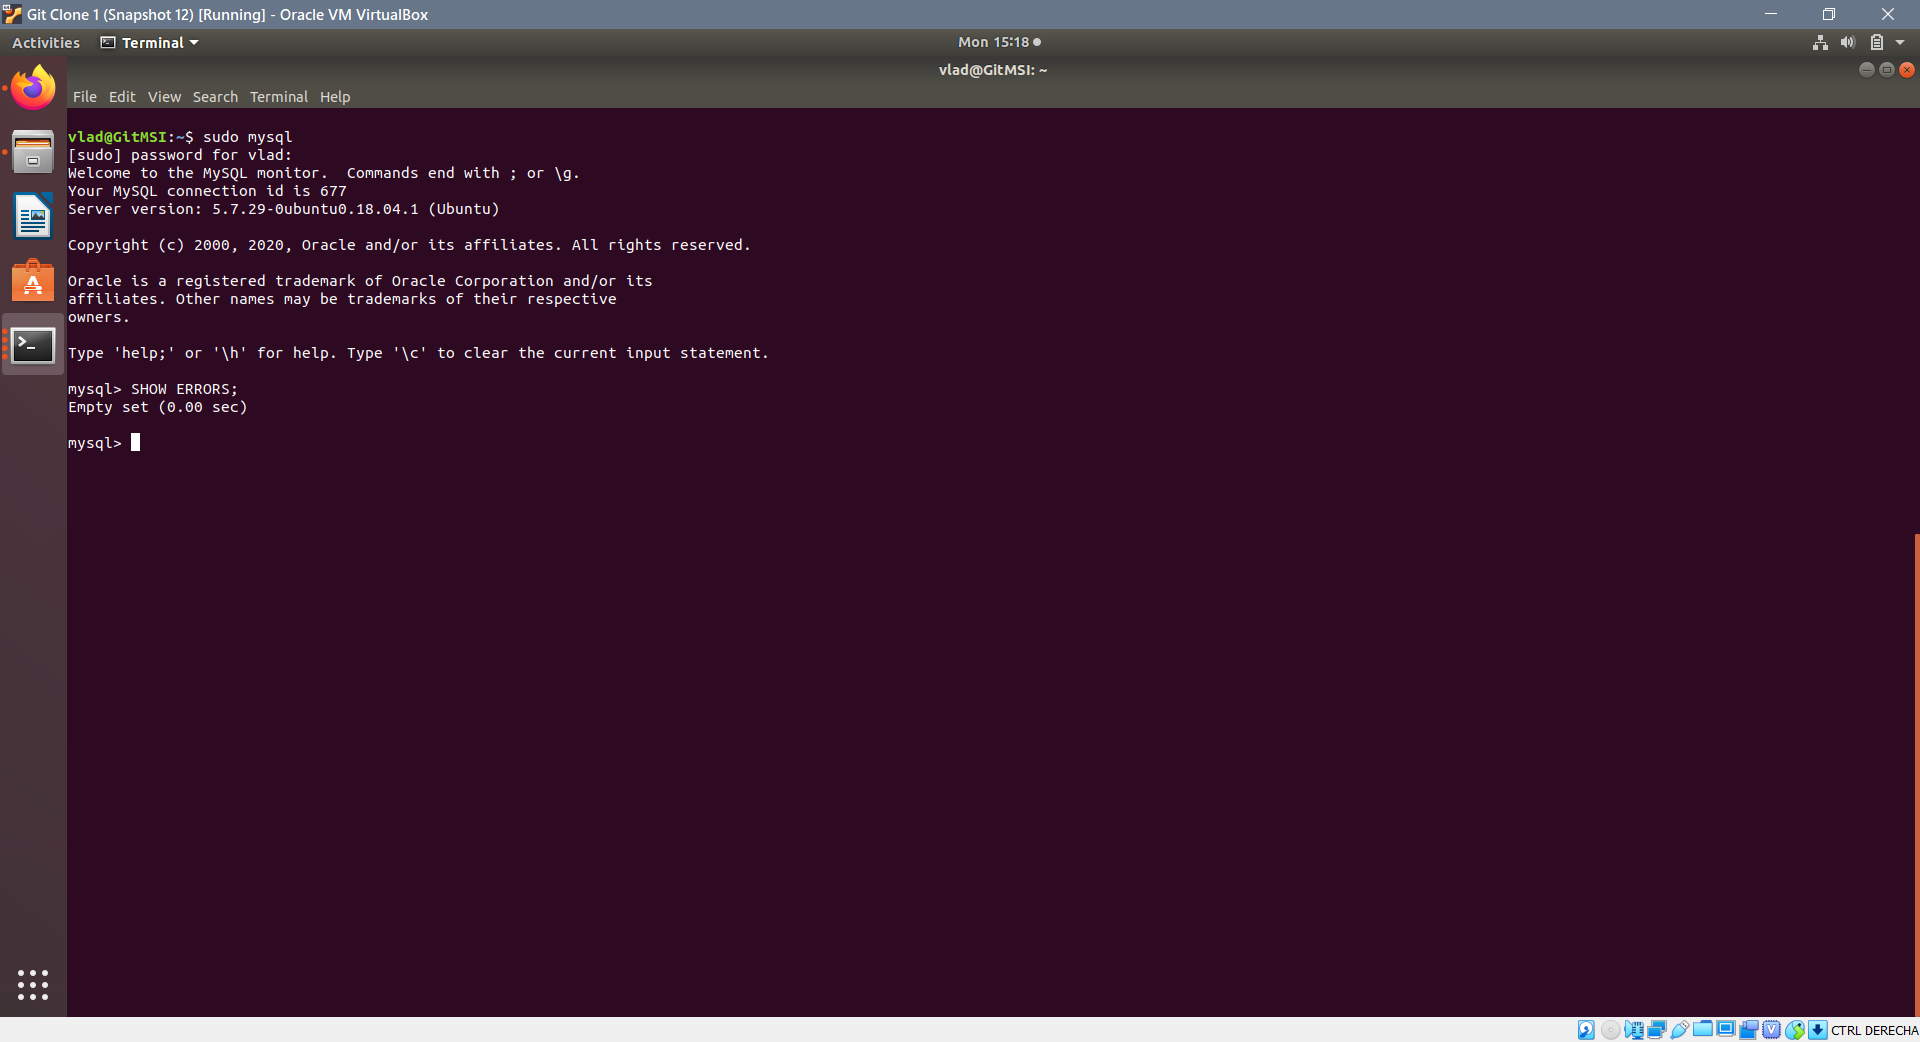 Git Clone 1 (Snapshot 12) [Running] - Oracle VM VirtualBox
Activities Terminal Mon 15:18
vlad@GitMSI: ~
File Edit View Search Terminal Help
vlad@GitMSI:~$ sudo mysql
[sudo] password for vlad:
Welcome to the MySQL monitor.  Commands end with ; or \g.
Your MySQL connection id is 677
Server version: 5.7.29-0ubuntu0.18.04.1 (Ubuntu)
Copyright (c) 2000, 2020, Oracle and/or its affiliates. All rights reserved.
Oracle is a registered trademark of Oracle Corporation and/or its
affiliates. Other names may be trademarks of their respective
owners.
Type 'help;' or '\h' for help. Type '\c' to clear the current input statement.
mysql> SHOW ERRORS;
Empty set (0.00 sec)
mysql>
CTRL DERECHA